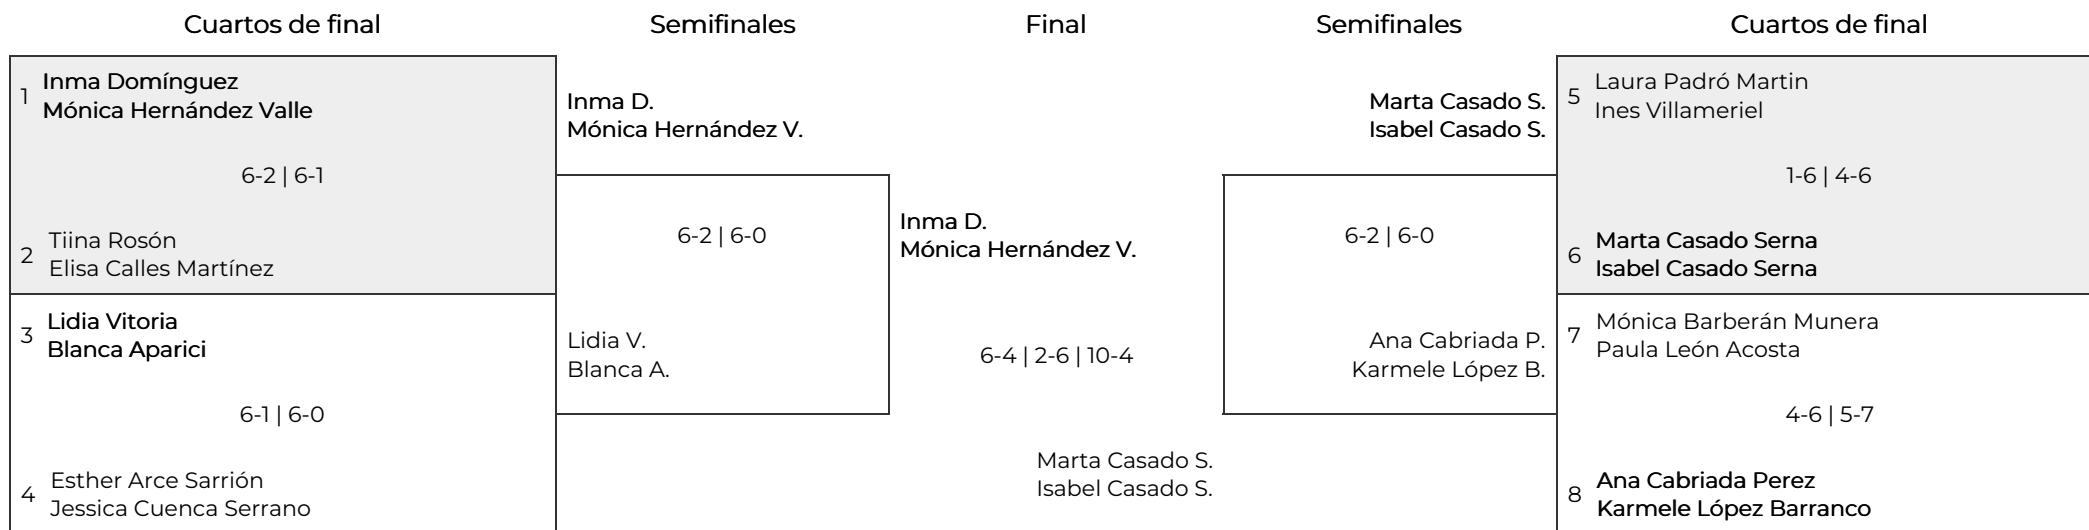 Cuartos de final
Semifinales
Final
Semifinales
Cuartos de final
1
Inma Domínguez
Mónica Hernández Valle
6-2 | 6-1
2
Tiina Rosón
Elisa Calles Martínez
3
Lidia Vitoria
Blanca Aparici
6-1 | 6-0
4
Esther Arce Sarrión
Jessica Cuenca Serrano
Inma D.
Mónica Hernández V.
6-2 | 6-0
Lidia V.
Blanca A.
Inma D.
Mónica Hernández V.
6-4 | 2-6 | 10-4
Marta Casado S.
Isabel Casado S.
Marta Casado S.
Isabel Casado S.
6-2 | 6-0
Ana Cabriada P.
Karmele López B.
5
Laura Padró Martin
Ines Villameriel
1-6 | 4-6
6
Marta Casado Serna
Isabel Casado Serna
7
Mónica Barberán Munera
Paula León Acosta
4-6 | 5-7
8
Ana Cabriada Perez
Karmele López Barranco